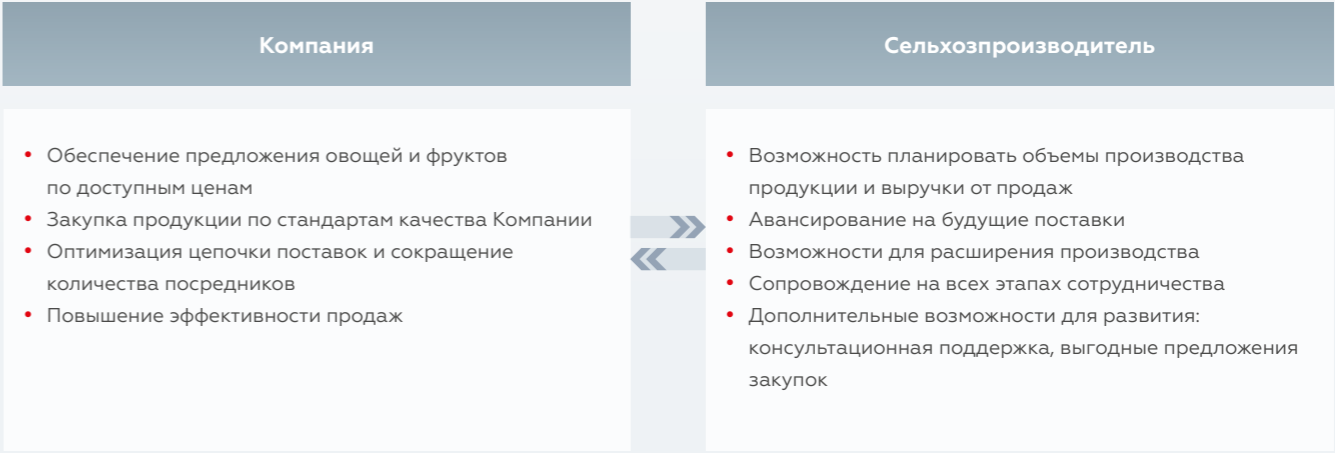 Компания
• Обеспечение предложения овощей и фруктов
по доступным ценам
• Закупка продукции по стандартам качества Компании
• Оптимизация цепочки поставок и сокращение
количества посредников
• Повышение эффективности продаж
Сельхозпроизводитель
• Возможность планировать объемы производства
продукции и выручки от продаж
• Авансирование на будущие поставки
• Возможности для расширения производства
• Сопровождение на всех этапах сотрудничества
• Дополнительные возможности для развития:
консультационная поддержка, выгодные предложения
закупок